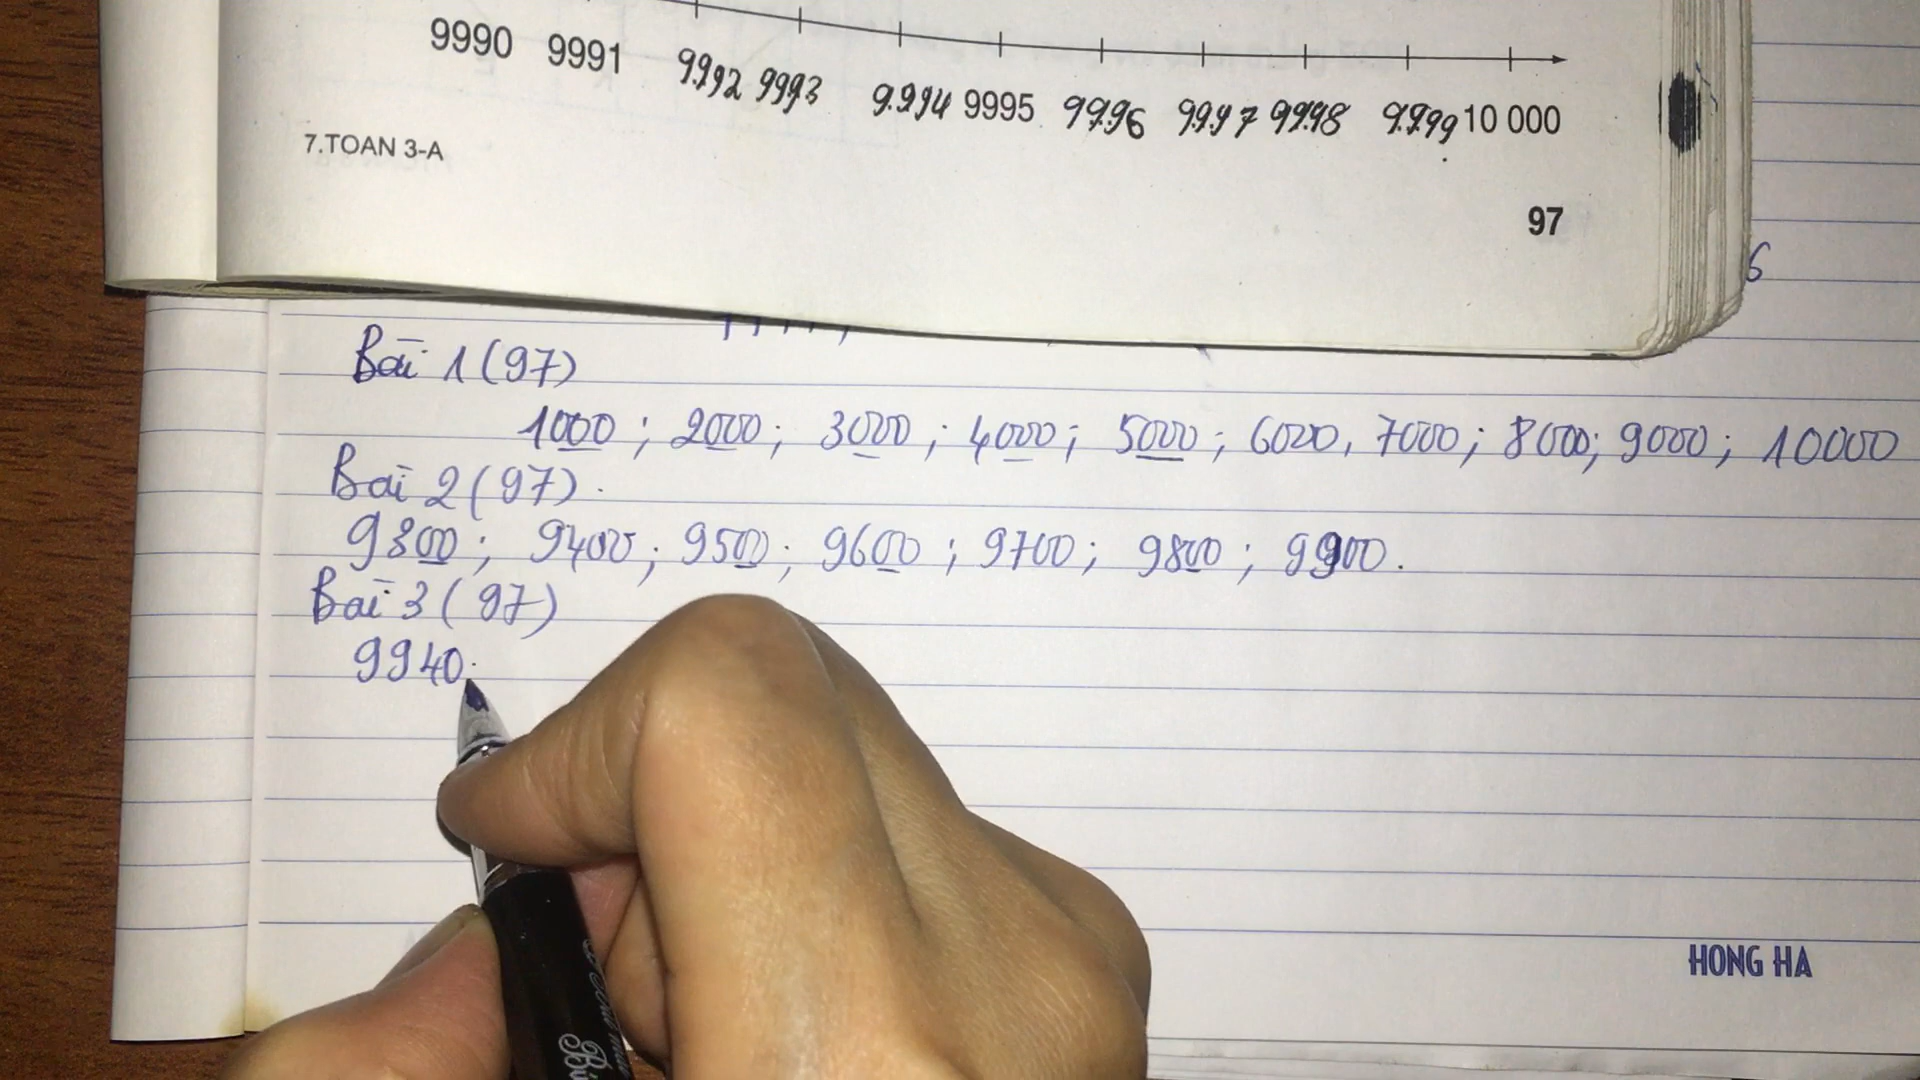 9990 9991 9992 9993 9994 9995 9996 9997 9998 9999 10 000
7.TOAN 3-A
97
6
Bài 1 (97)
1000 ; 2000 ; 3000 ; 4000 ; 5000 ; 6000, 7000 ; 8000; 9000 ; 10000
Bài 2 (97).
9300 ; 9400 ; 9500 ; 9600 ; 9700 ; 9800 ; 9900.
Bài 3 (97)
9940;
HONG HA